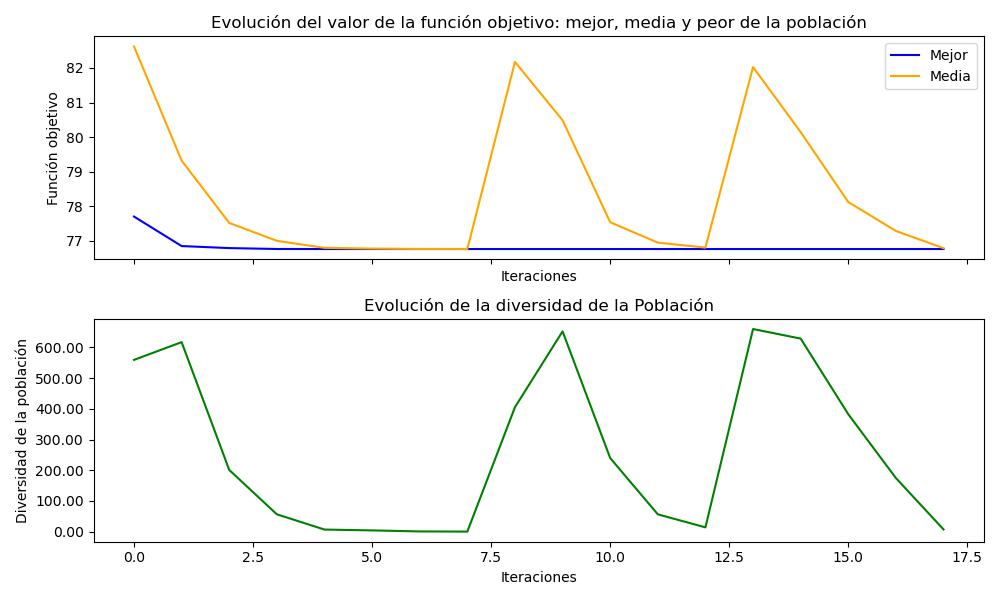 Evolución del valor de la función objetivo: mejor, media y peor de la población
Mejor
Media
Función objetivo
82
81
80
79
78
77
Iteraciones
Evolución de la diversidad de la Población
Diversidad de la población
600.00
500.00
400.00
300.00
200.00
100.00
0.00
0.0 2.5 5.0 7.5 10.0 12.5 15.0 17.5
Iteraciones